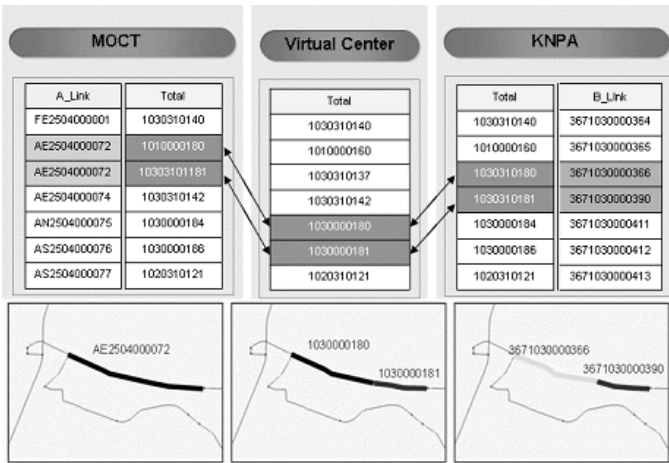 MOCT
A_Link Total
FE2504000001 1030310140
AE2504000072 1010000180
AE2504000072 10303101181
AE2504000074 1030310142
AN2504000075 1030000184
AS2504000076 1030000186
AS2504000077 1020310121
Virtual Center
Total
1030310140
1010000160
1030310137
1030310142
1030000180
1030000181
1020310121
KNPA
Total B_Link
1030310140 3671030000364
1010000160 3671030000365
1030310180 3671030000366
1030310181 3671030000390
1030000184 3671030000411
1030000186 3671030000412
1020310121 3671030000413
AE2504000072
1030000180
1030000181
3671030000366
3671030000390